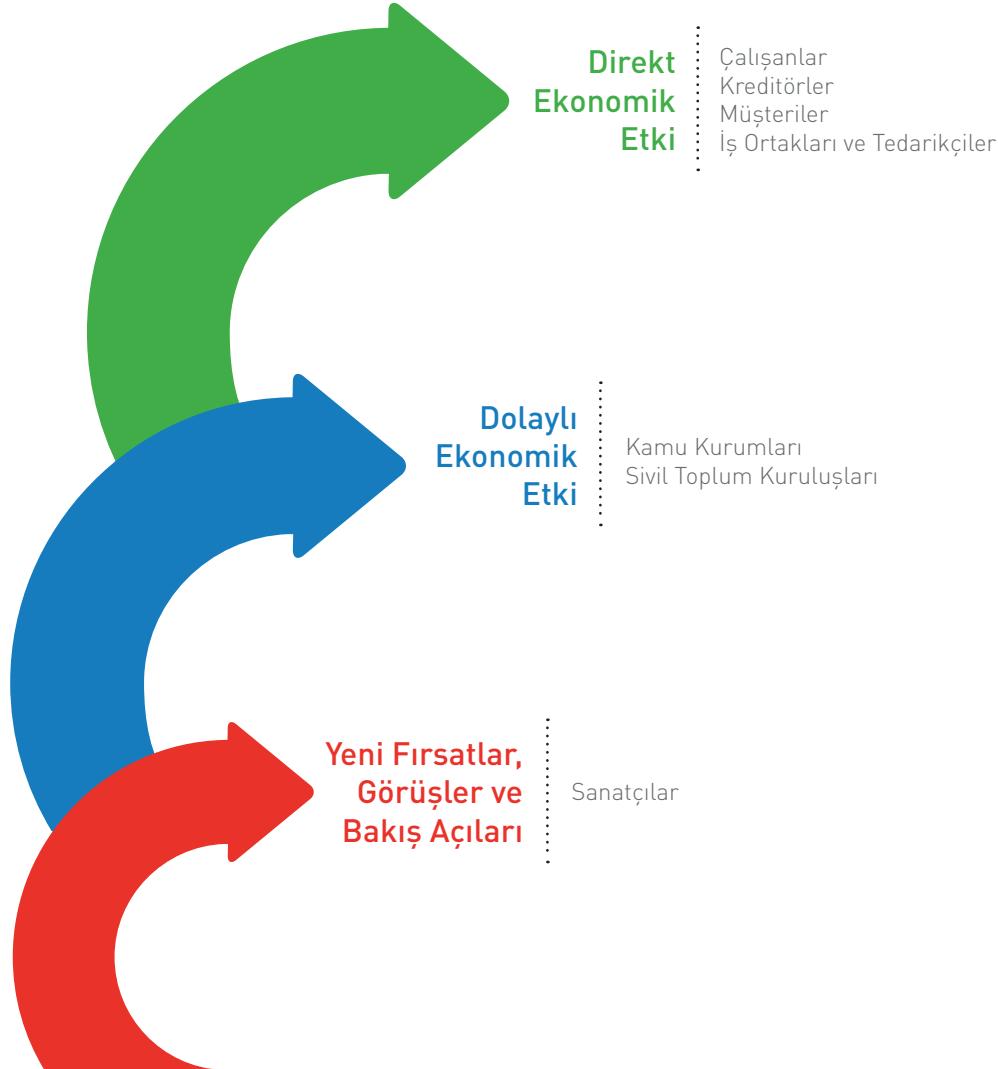 Direkt
Ekonomik
Etki
Çalışanlar
Kreditörler
Müşteriler
İş Ortakları ve Tedarikçiler
Dolaylı
Ekonomik
Etki
Kamu Kurumları
Sivil Toplum Kuruluşları
Yeni Fırsatlar,
Görüşler ve
Bakış Açıları
Sanatçılar